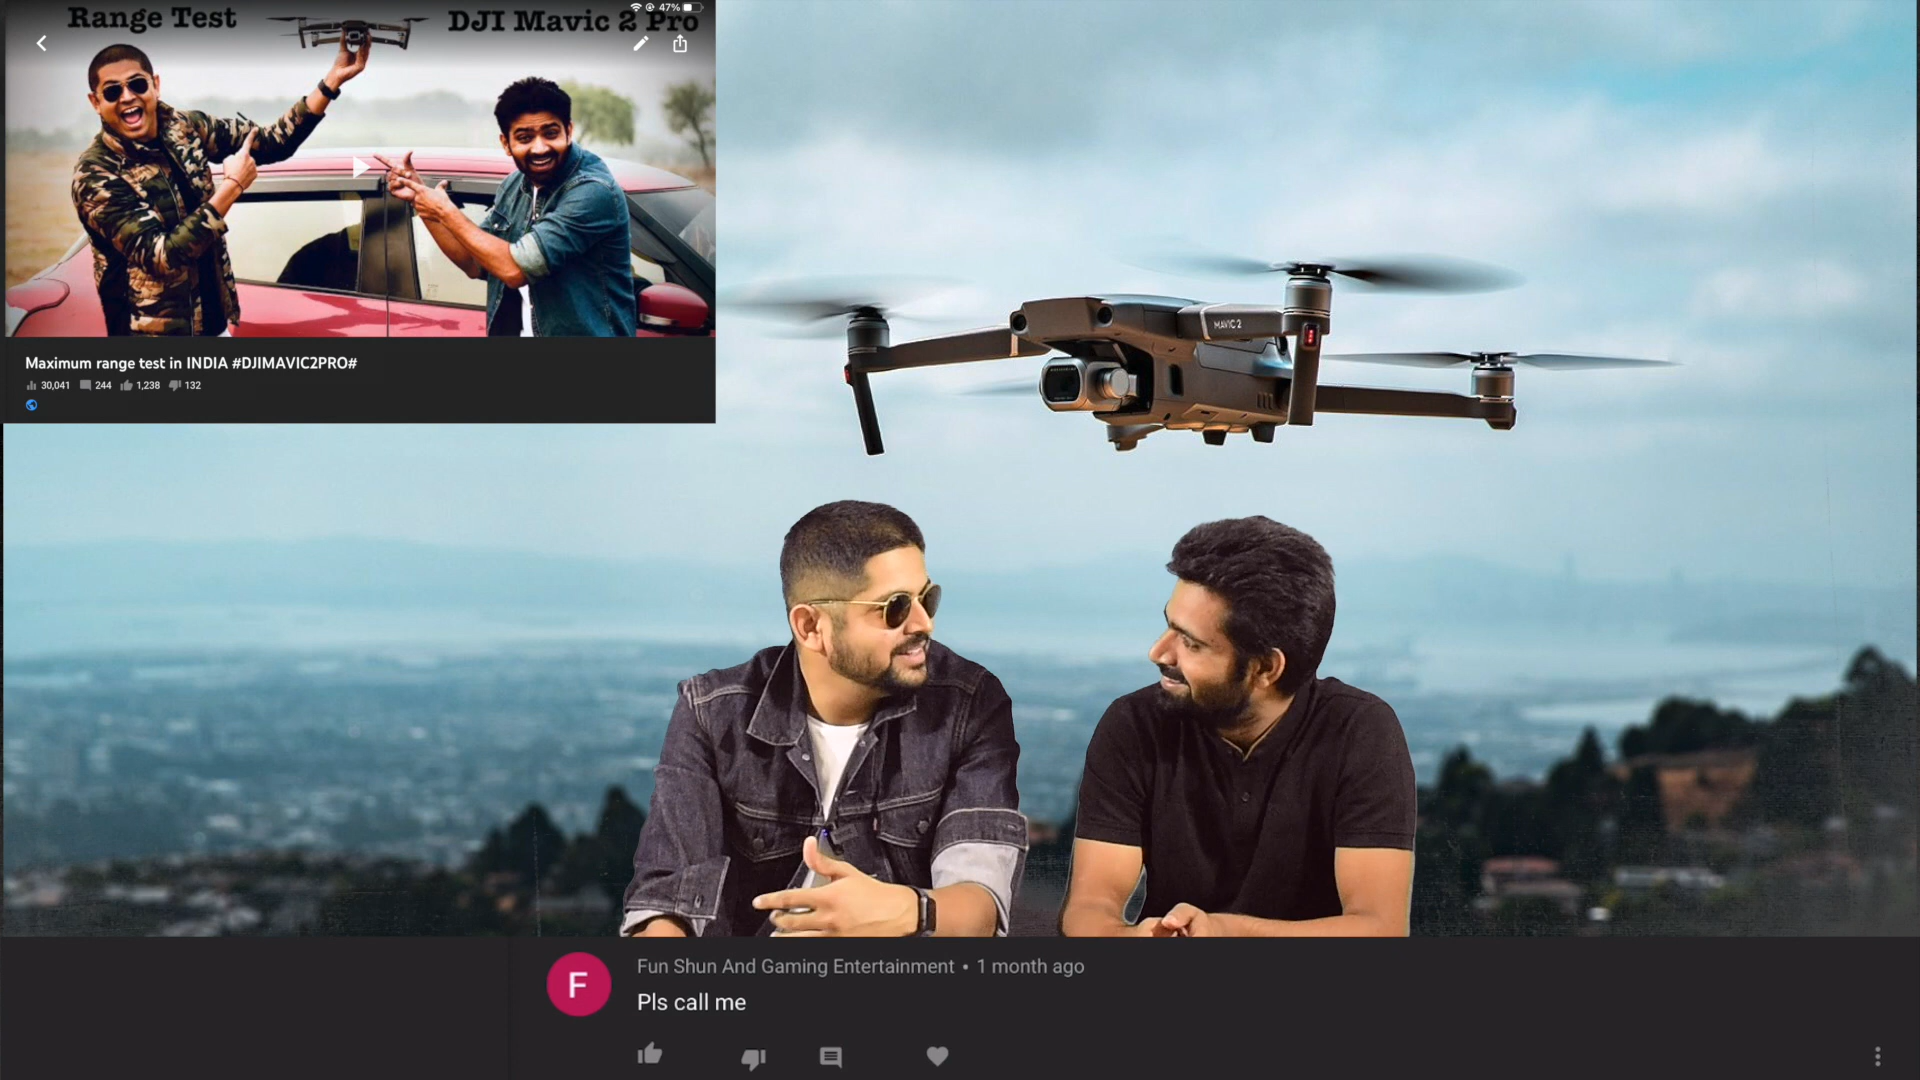 47%
Range Test
DJI Mavic 2 Pro
Maximum range test in INDIA #DJIMAVIC2PRO#
30,041 244 1,238 132
MAVIC 2
F
Fun Shun And Gaming Entertainment • 1 month ago
Pls call me